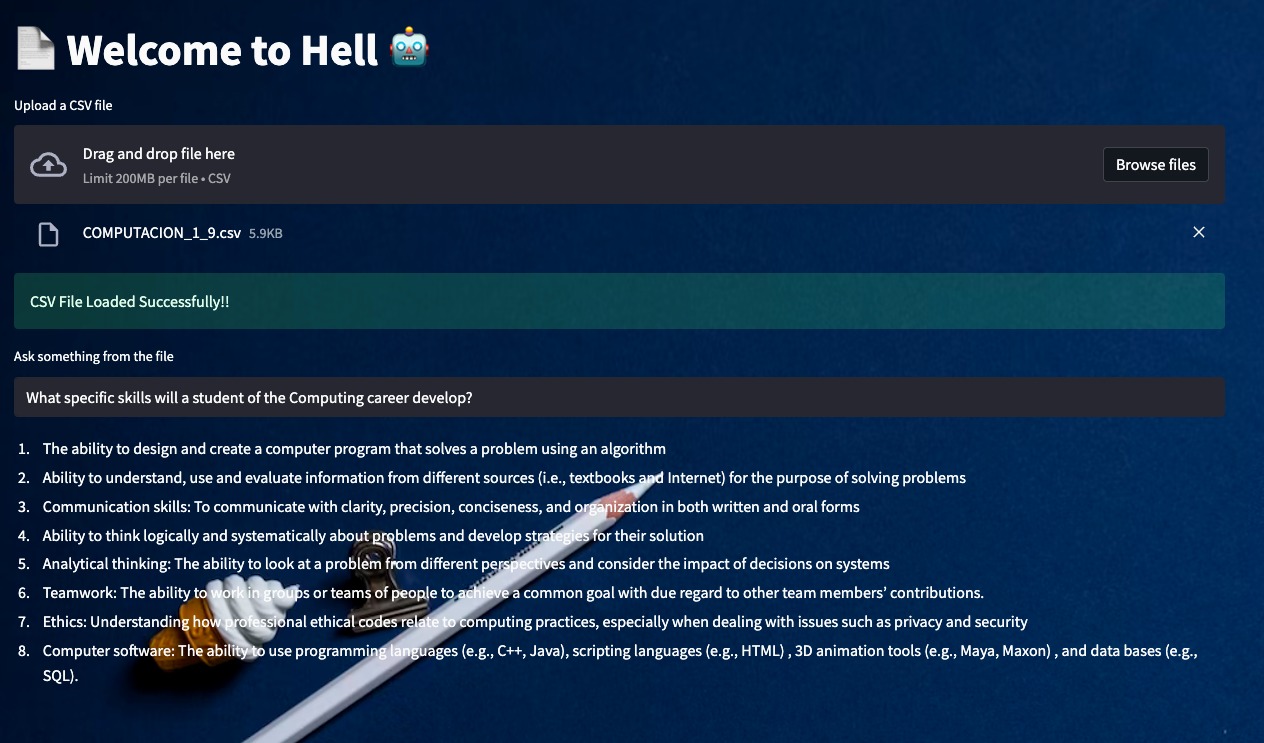 Welcome to Hell
Upload a CSV file
Drag and drop file here
Limit 200MB per file • CSV
Browse files
COMPUTACION_1_9.csv 5.9KB
CSV File Loaded Successfully!!
Ask something from the file
What specific skills will a student of the Computing career develop?
1. The ability to design and create a computer program that solves a problem using an algorithm
2. Ability to understand, use and evaluate information from different sources (i.e., textbooks and Internet) for the purpose of solving problems
3. Communication skills: To communicate with clarity, precision, conciseness, and organization in both written and oral forms
4. Ability to think logically and systematically about problems and develop strategies for their solution
5. Analytical thinking: The ability to look at a problem from different perspectives and consider the impact of decisions on systems
6. Teamwork: The ability to work in groups or teams of people to achieve a common goal with due regard to other team members’ contributions.
7. Ethics: Understanding how professional ethical codes relate to computing practices, especially when dealing with issues such as privacy and security
8. Computer software: The ability to use programming languages (e.g., C++, Java), scripting languages (e.g., HTML) , 3D animation tools (e.g., Maya, Maxon) , and data bases (e.g.,
SQL).